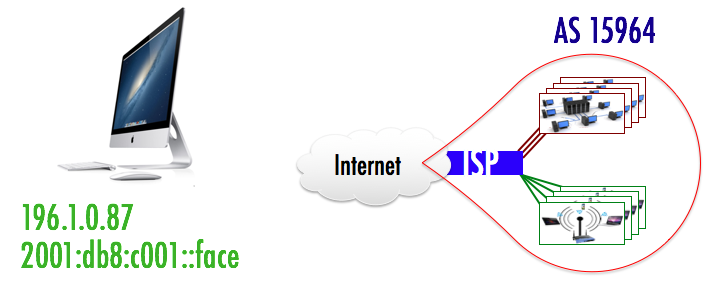 AS 15964
Internet
ISP
196.1.0.87
2001:db8:c001::face